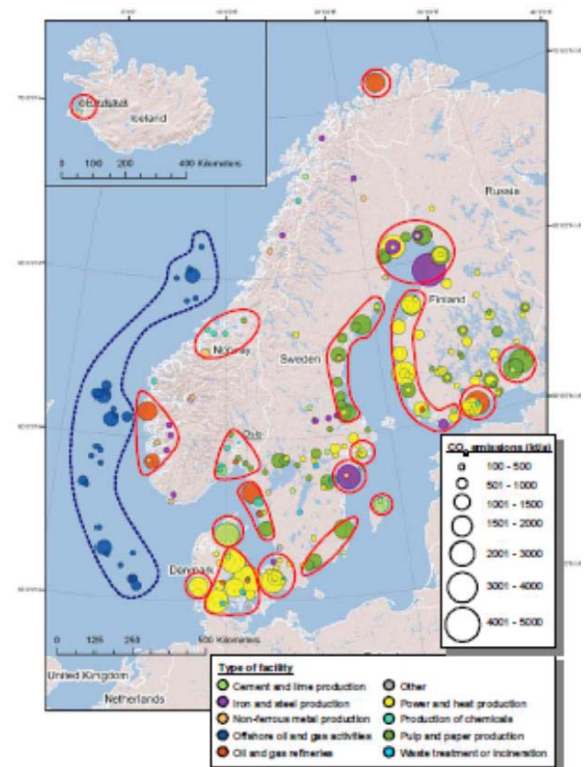 Iceland
0 100 200 400 Kilometers
Russia
Finland
Norway
Sweden
Oslo
Denmark
0 125 250 500 Kilometers
United Kingdom
Netherlands
CO2 emissions (kt/a)
100 - 500
501 - 1000
1001 - 1500
1501 - 2000
2001 - 3000
3001 - 4000
4001 - 5000
Type of facility
Cement and lime production
Iron and steel production
Non-ferrous metal production
Offshore oil and gas activities
Oil and gas refineries
Other
Power and heat production
Production of chemicals
Pulp and paper production
Waste treatment or incineration